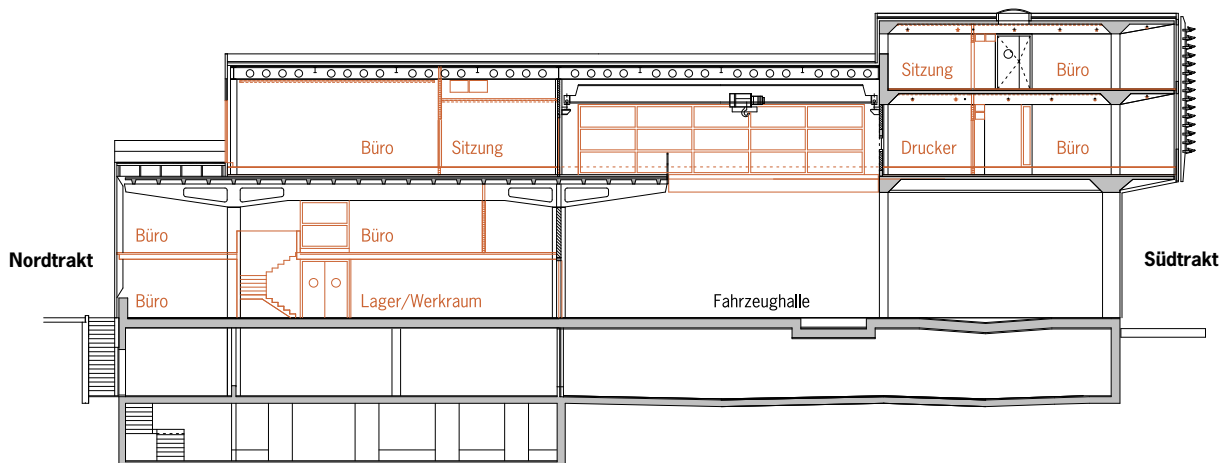 Sitzung
Büro
Büro
Sitzung
Drucker
Büro
Büro
Büro
Nordtrakt
Südtrakt
Büro
Lager/Werkraum
Fahrzeughalle